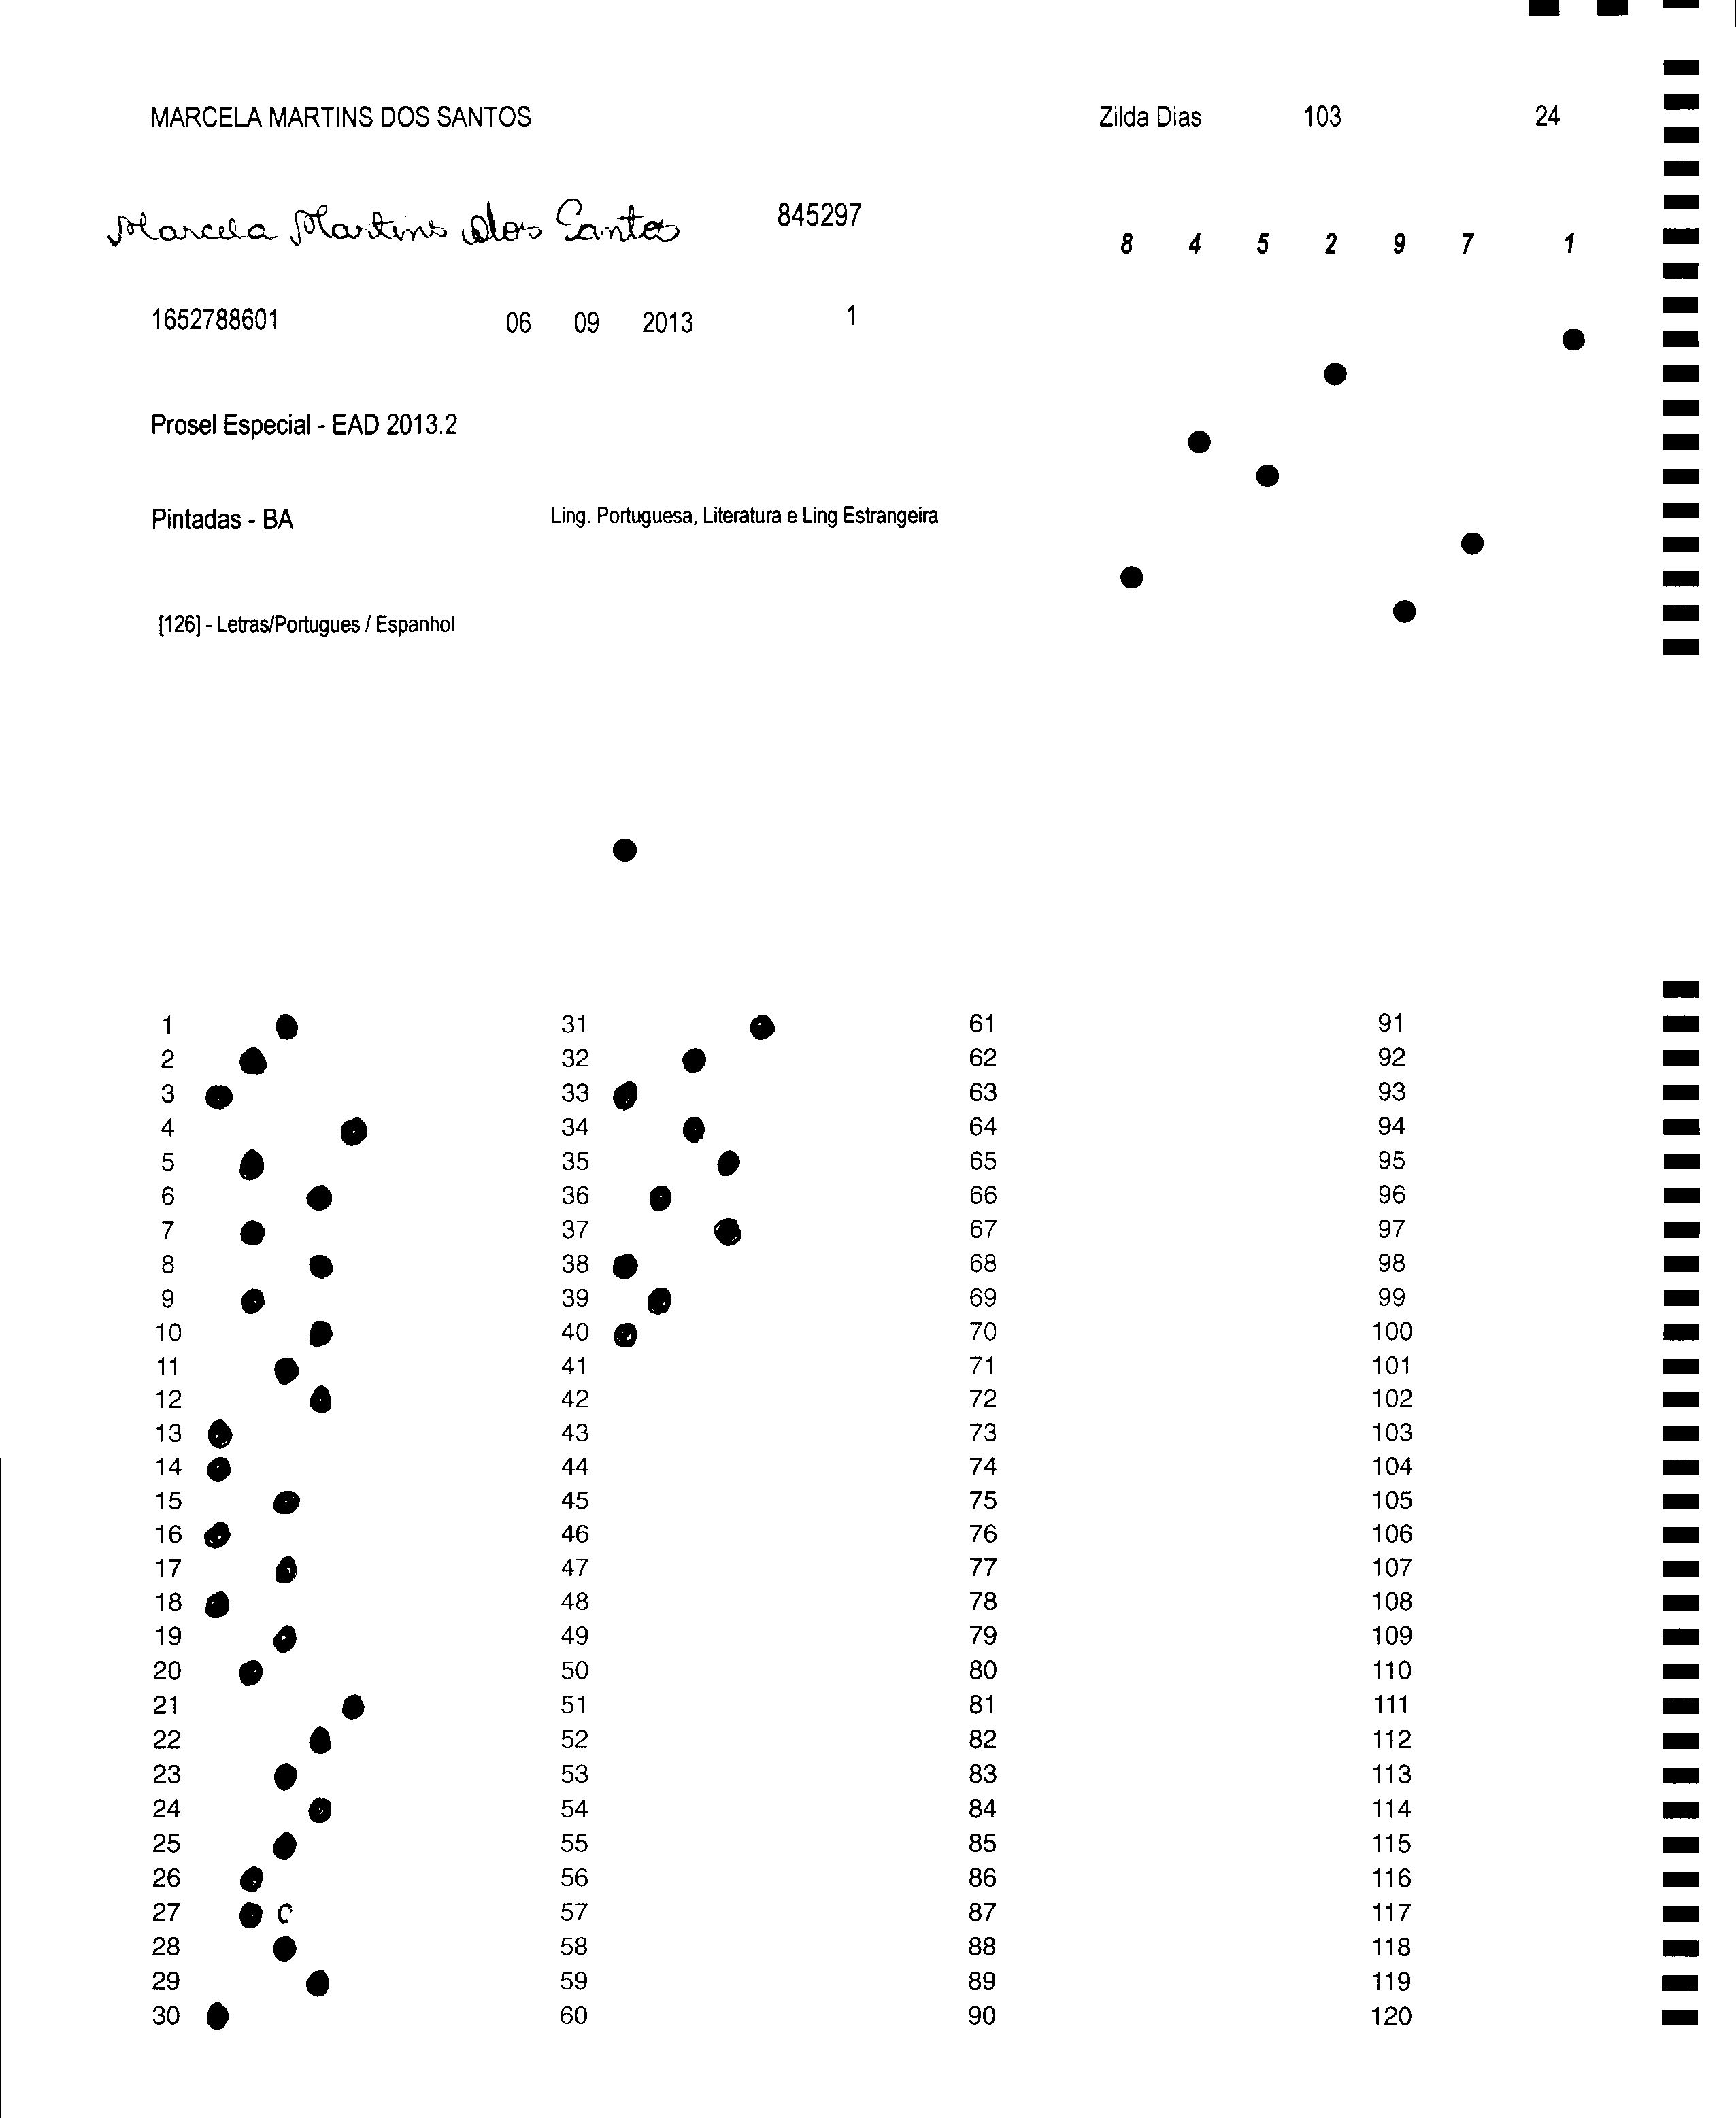 MARCELA MARTINS DOS SANTOS Zilda Dias 103 24
Marcela Martins dos Santos 845297
8 4 5 2 9 7 1
1652788601 06 09 2013 1
Prosel Especial - EAD 2013.2
Pintadas - BA Ling. Portuguesa, Literatura e Ling Estrangeira
[126] - Letras/Portugues / Espanhol
1 31 61 91
2 32 62 92
3 33 63 93
4 34 64 94
5 35 65 95
6 36 66 96
7 37 67 97
8 38 68 98
9 39 69 99
10 40 70 100
11 41 71 101
12 42 72 102
13 43 73 103
14 44 74 104
15 45 75 105
16 46 76 106
17 47 77 107
18 48 78 108
19 49 79 109
20 50 80 110
21 51 81 111
22 52 82 112
23 53 83 113
24 54 84 114
25 55 85 115
26 56 86 116
27 57 87 117
28 58 88 118
29 59 89 119
30 60 90 120